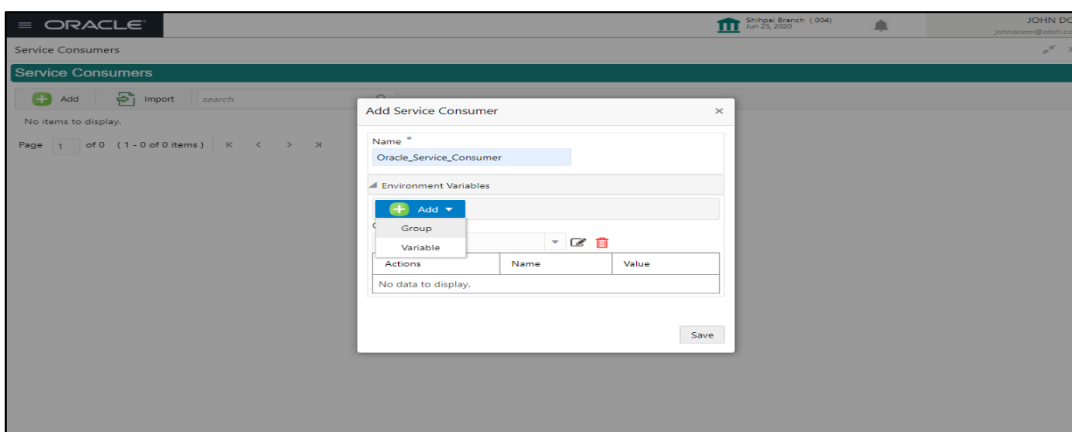 ORACLE
Shihpai Branch ( 004)
Jun 25, 2020
JOHN DO
Service Consumers
Service Consumers
Add Import search
No items to display.
Page 1 of 0 ( 1 - 0 of 0 items )
Add Service Consumer
Name *
Oracle_Service_Consumer
Environment Variables
Add
Group
Variable
Actions Name Value
No data to display.
Save